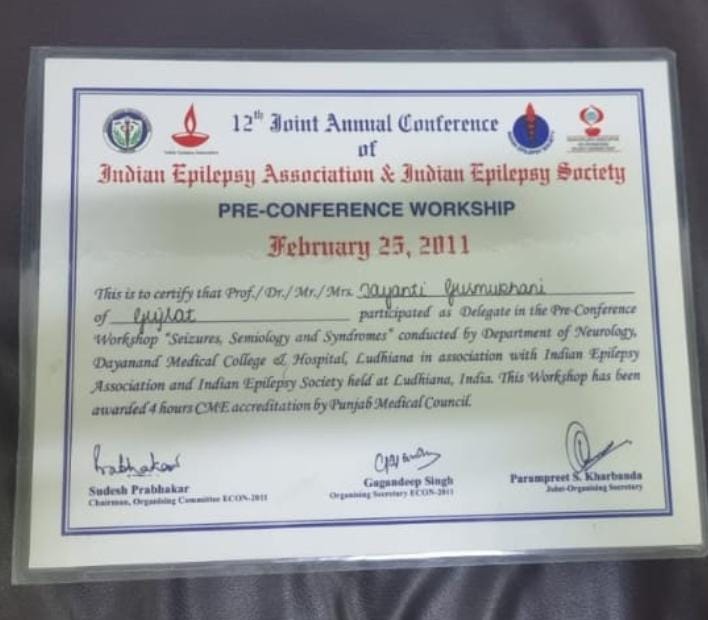 12th Joint Annual Conference
of
Indian Epilepsy Association & Indian Epilepsy Society
PRE-CONFERENCE WORKSHIP
February 25, 2011
This is to certify that Prof./Dr./Mr./Mrs. Jayanti Gusmukhani
of Gujrat participated as Delegate in the Pre-Conference
Workshop "Seizures, Semiology and Syndromes" conducted by Department of Neurology,
Dayanand Medical College & Hospital, Ludhiana in association with Indian Epilepsy
Association and Indian Epilepsy Society held at Ludhiana, India. This Workshop has been
awarded 4 hours CME accreditation by Punjab Medical Council.
Prabhakar
Sudesh Prabhakar
Chairman, Organising Committee ECON-2011
Gagandeep Singh
Organising Secretary ECON-2011
Parampreet S. Kharbanda
Joint-Organising Secretary